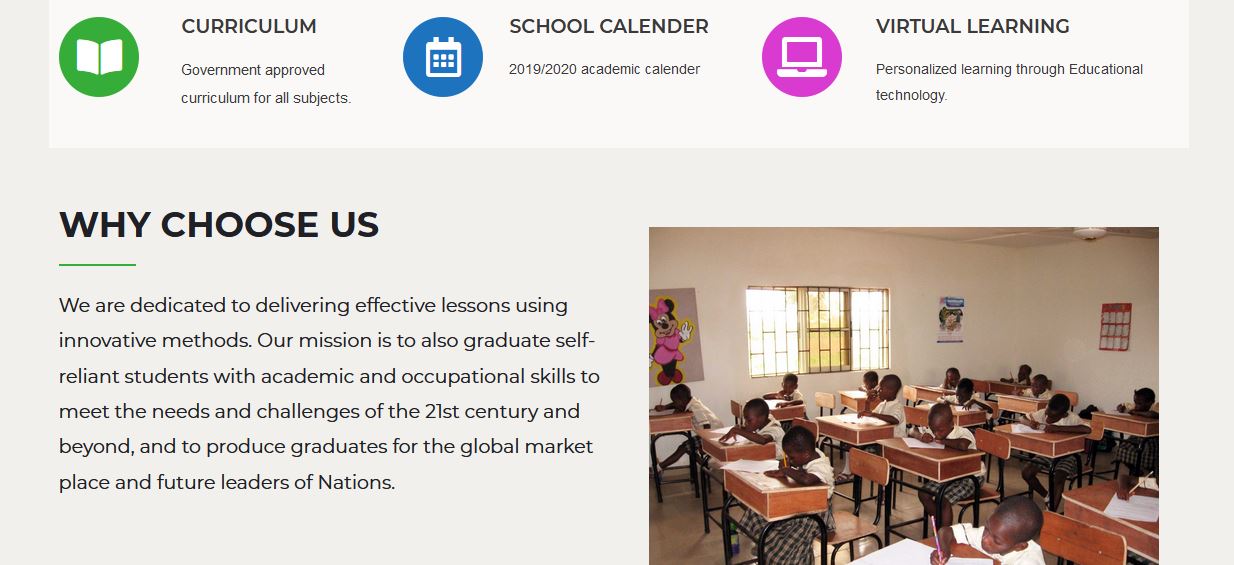 CURRICULUM
Government approved
curriculum for all subjects.
SCHOOL CALENDER
2019/2020 academic calender
VIRTUAL LEARNING
Personalized learning through Educational
technology.
WHY CHOOSE US
We are dedicated to delivering effective lessons using
innovative methods. Our mission is to also graduate self-
reliant students with academic and occupational skills to
meet the needs and challenges of the 21st century and
beyond, and to produce graduates for the global market
place and future leaders of Nations.